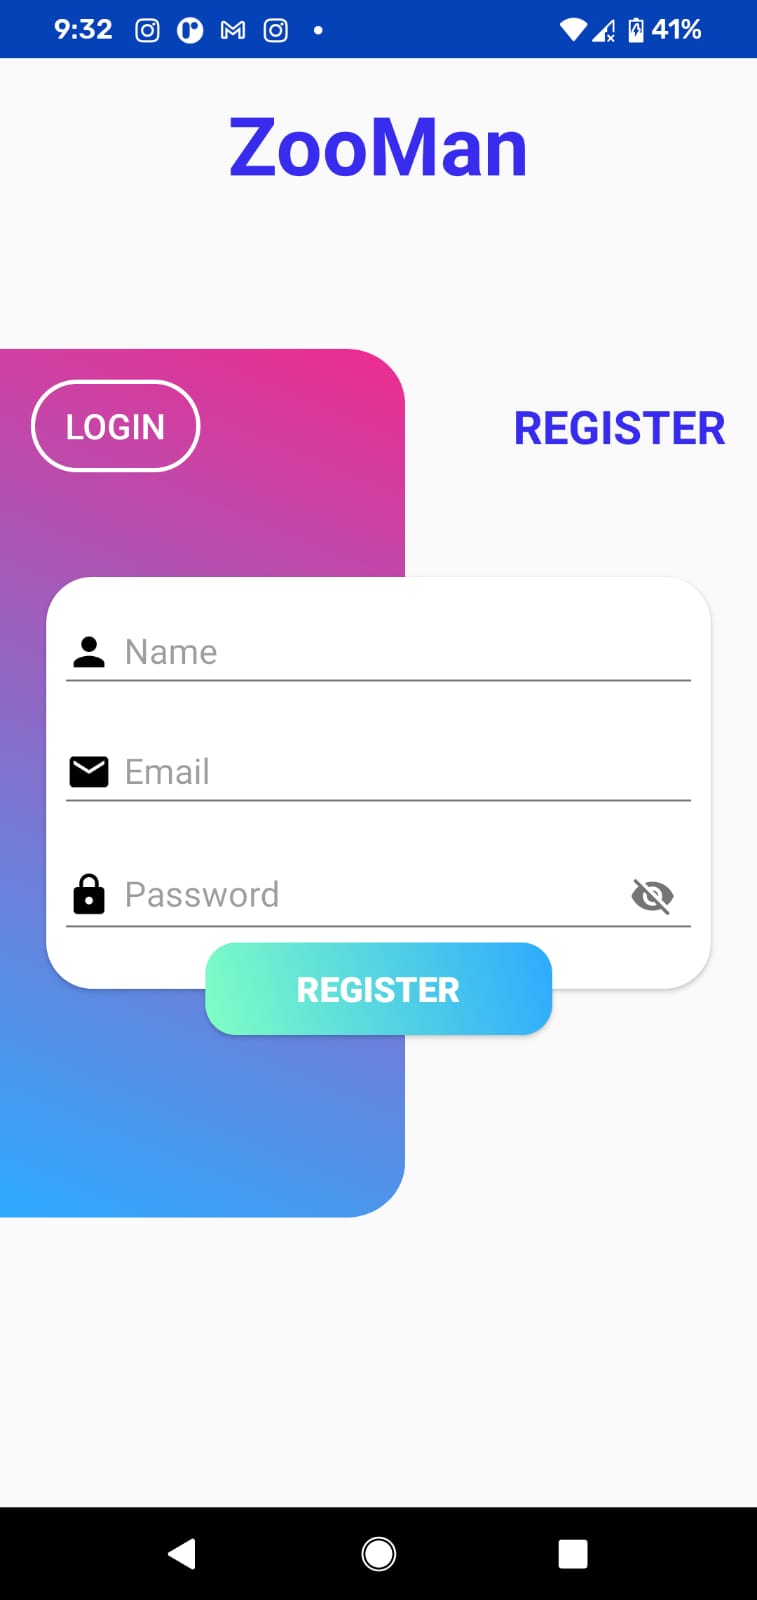 9:32 41%
ZooMan
LOGIN REGISTER
Name
Email
Password
REGISTER